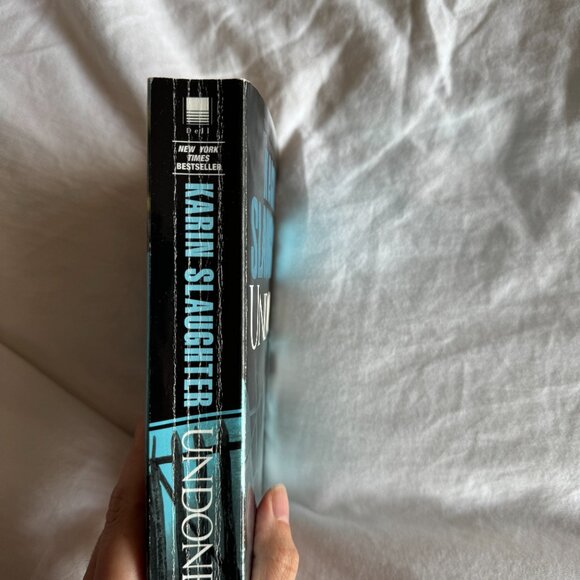 Dell
NEW YORK
TIMES
BESTSELLER
KARIN SLAUGHTER
UNDONE